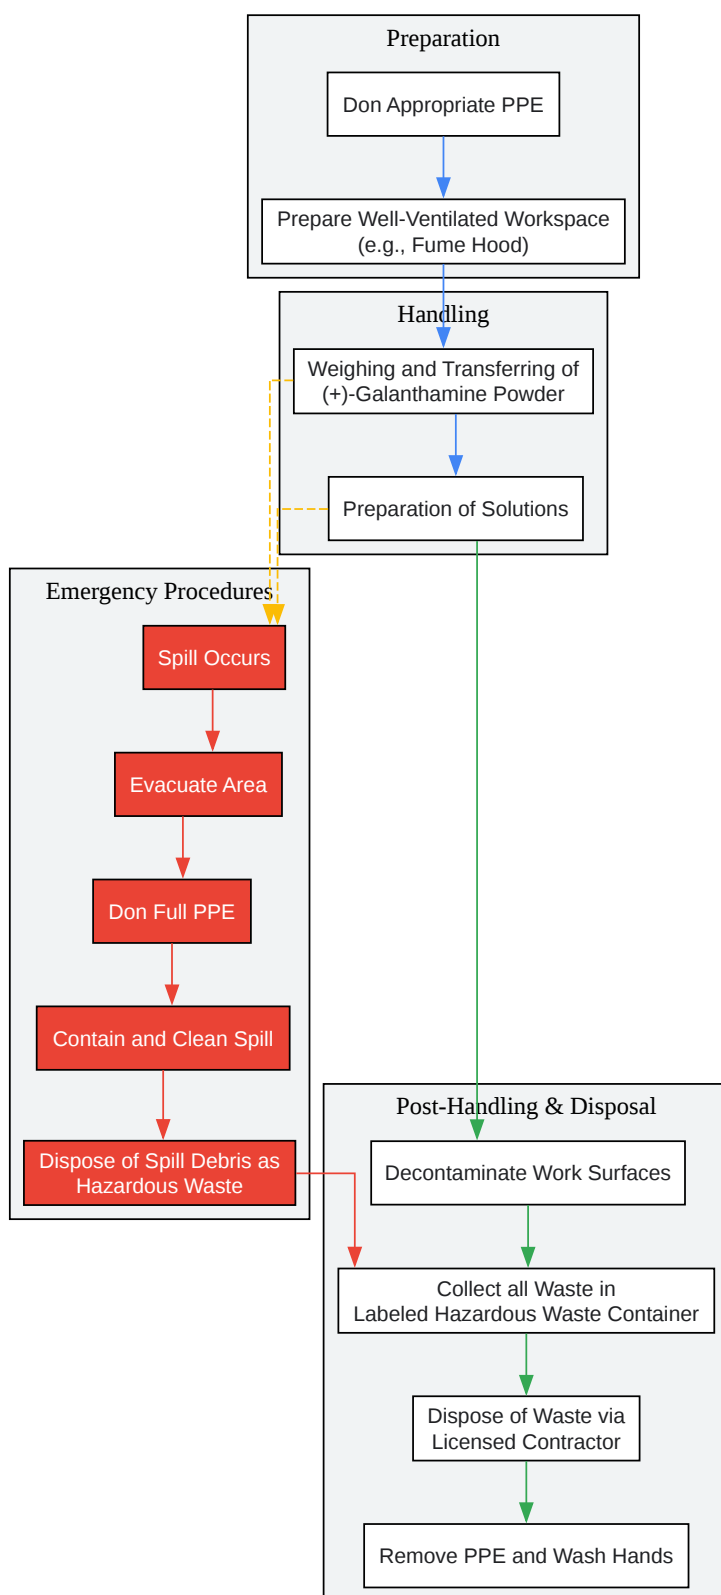 Preparation
Don Appropriate PPE
Prepare Well-Ventilated Workspace
(e.g., Fume Hood)
Handling
Weighing and Transferring of
(+)-Galanthamine Powder
Preparation of Solutions
Emergency Procedures
Spill Occurs
Evacuate Area
Don Full PPE
Contain and Clean Spill
Dispose of Spill Debris as
Hazardous Waste
Post-Handling & Disposal
Decontaminate Work Surfaces
Collect all Waste in
Labeled Hazardous Waste Container
Dispose of Waste via
Licensed Contractor
Remove PPE and Wash Hands